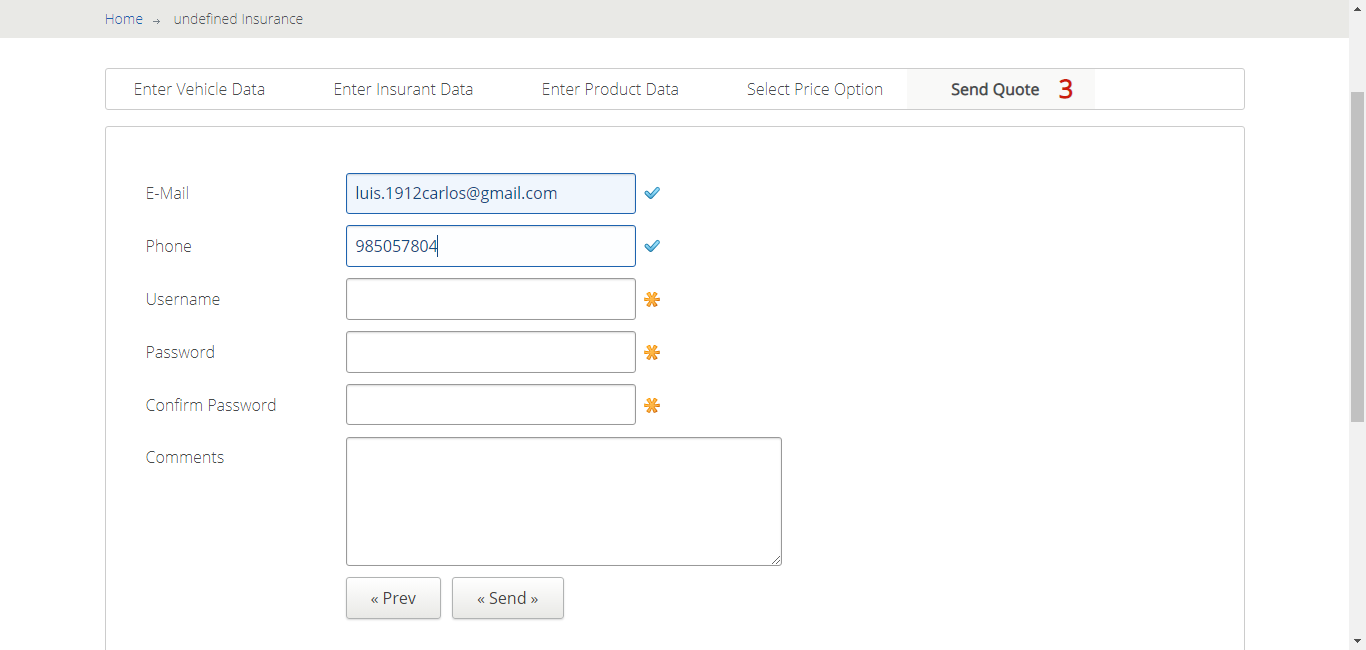 Home → undefined Insurance
Enter Vehicle Data Enter Insurant Data Enter Product Data Select Price Option Send Quote 3
E-Mail luis.1912carlos@gmail.com
Phone 985057804
Username
Password
Confirm Password
Comments
« Prev « Send »